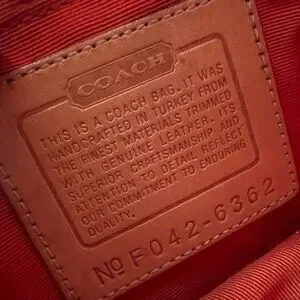 COACH
THIS IS A COACH BAG. IT WAS
HANDCRAFTED IN TURKEY FROM
THE FINEST MATERIALS TRIMMED
WITH GENUINE LEATHER. ITS
SUPERIOR CRAFTSMANSHIP AND
ATTENTION TO DETAIL REFLECT
OUR COMMITMENT TO ENDURING
QUALITY.
Nº F042-6362